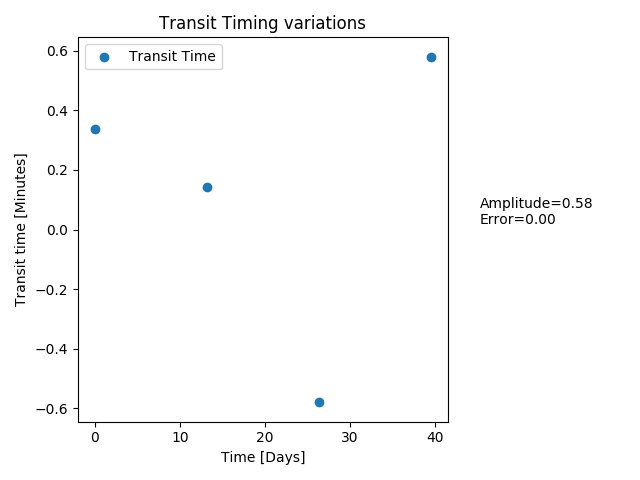 Transit Timing variations
Transit Time
0.6
0.4
0.2
0.0
−0.2
−0.4
−0.6
Transit time [Minutes]
0
10
20
30
40
Time [Days]
Amplitude=0.58
Error=0.00